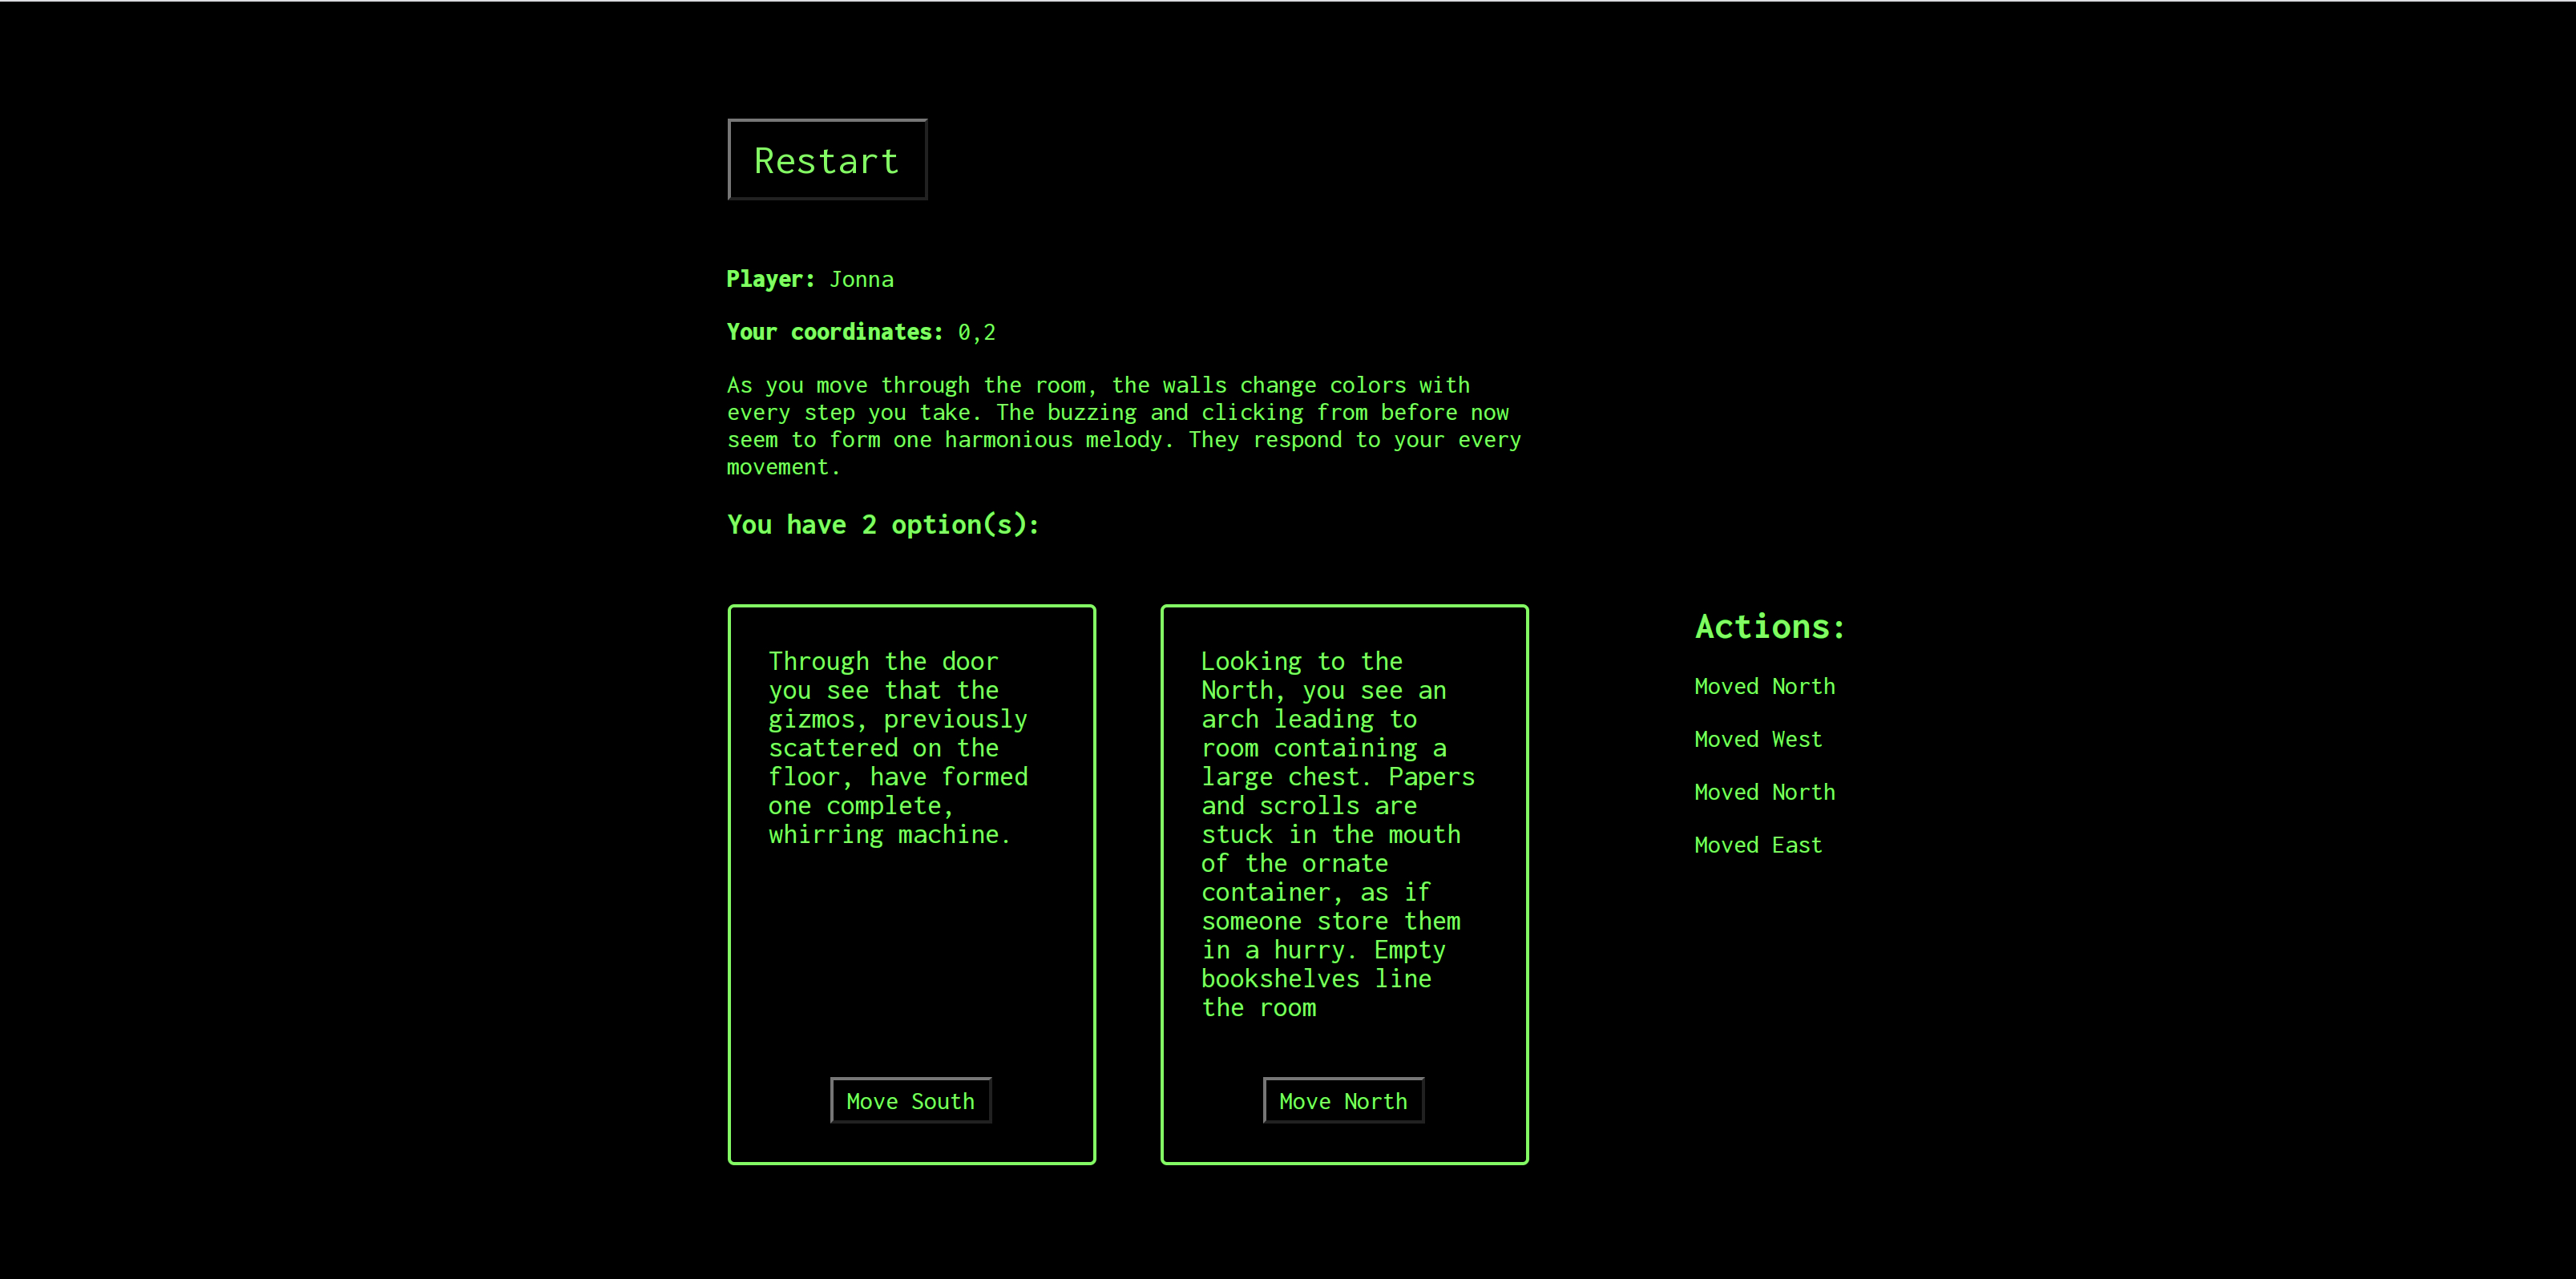 Restart
Player: Jonna
Your coordinates: 0,2
As you move through the room, the walls change colors with
every step you take. The buzzing and clicking from before now
seem to form one harmonious melody. They respond to your every
movement.
You have 2 option(s):
Through the door
you see that the
gizmos, previously
scattered on the
floor, have formed
one complete,
whirring machine.
Move South
Looking to the
North, you see an
arch leading to
room containing a
large chest. Papers
and scrolls are
stuck in the mouth
of the ornate
container, as if
someone store them
in a hurry. Empty
bookshelves line
the room
Move North
Actions:
Moved North
Moved West
Moved North
Moved East